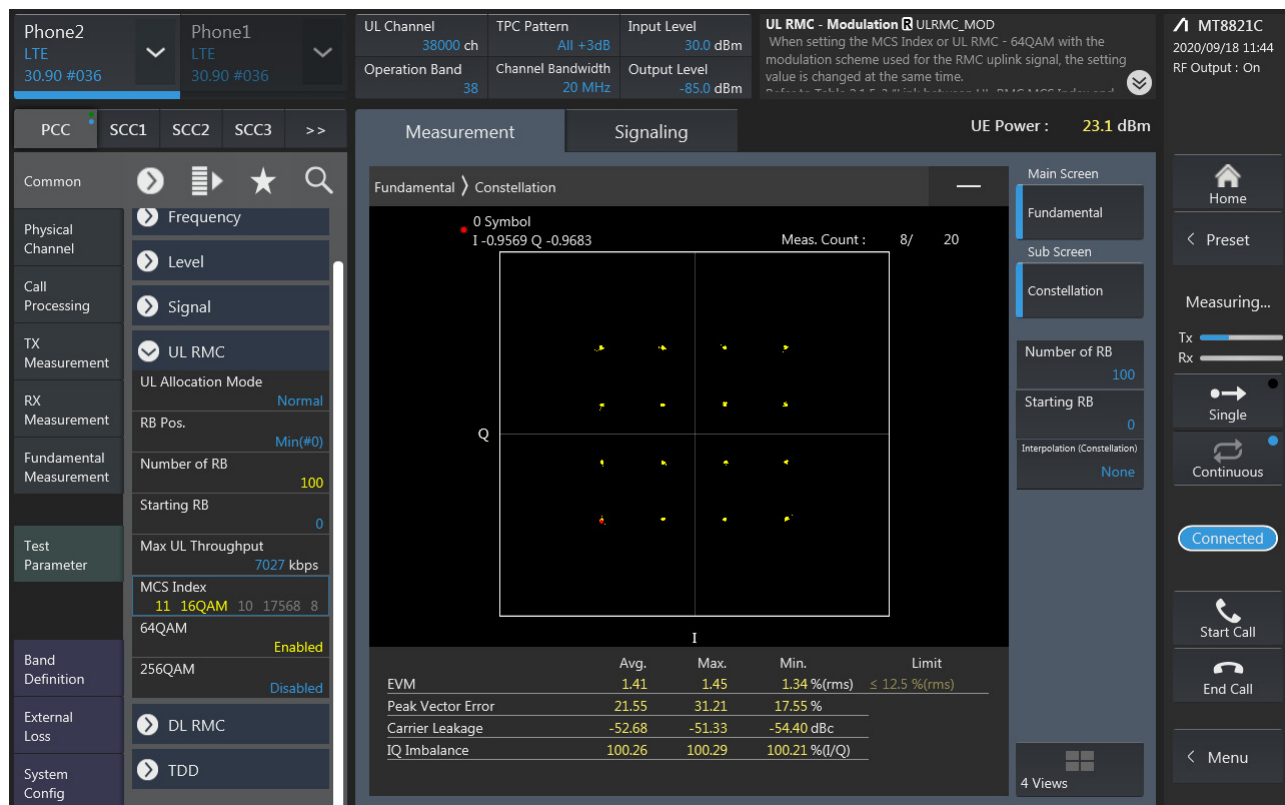 Phone2
LTE
30.90 #036
Phone1
LTE
30.90 #036
UL Channel
38000 ch
TPC Pattern
All +3dB
Input Level
30.0 dBm
Operation Band
38
Channel Bandwidth
20 MHz
Output Level
-85.0 dBm
UL RMC - Modulation R ULRMC_MOD
When setting the MCS Index or UL RMC - 64QAM with the
modulation scheme used for the RMC uplink signal, the setting
value is changed at the same time.
MT8821C
2020/09/18 11:44
RF Output : On
PCC
SCC1
SCC2
SCC3
>>
Measurement
Signaling
UE Power : 23.1 dBm
Common
Physical
Channel
Call
Processing
TX
Measurement
RX
Measurement
Fundamental
Measurement
Test
Parameter
Band
Definition
External
Loss
System
Config
Frequency
Level
Signal
UL RMC
UL Allocation Mode
Normal
RB Pos.
Min(#0)
Number of RB
100
Starting RB
0
Max UL Throughput
7027 kbps
MCS Index
11 16QAM 10 17568 8
64QAM
Enabled
256QAM
Disabled
DL RMC
TDD
Fundamental Constellation
0 Symbol
I -0.9569 Q -0.9683
Meas. Count : 8/ 20
Q
I
Avg. Max. Min. Limit
EVM 1.41 1.45 1.34 %(rms) ≤ 12.5 %(rms)
Peak Vector Error 21.55 31.21 17.55 %
Carrier Leakage -52.68 -51.33 -54.40 dBc
IQ Imbalance 100.26 100.29 100.21 %(I/Q)
Main Screen
Fundamental
Sub Screen
Constellation
Number of RB
100
Starting RB
0
Interpolation (Constellation)
None
4 Views
Home
< Preset
Measuring...
Tx
Rx
Single
Continuous
Connected
Start Call
End Call
< Menu